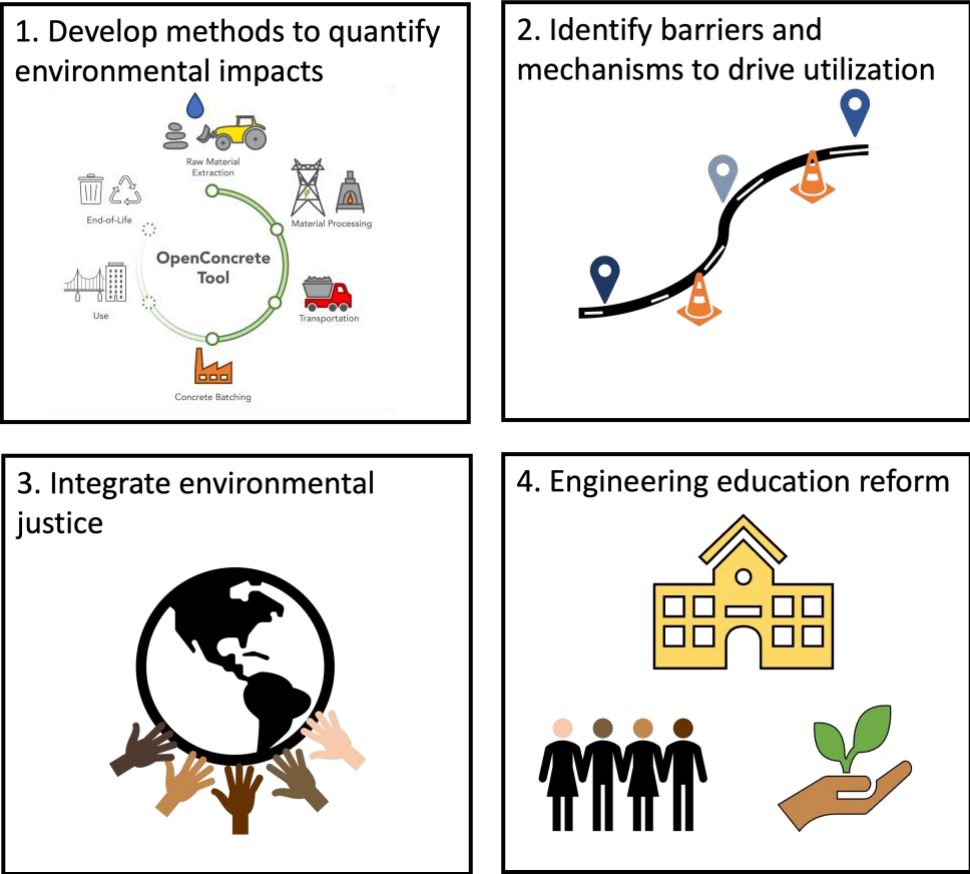 1. Develop methods to quantify
environmental impacts
Raw Material
Extraction
Material Processing
End-of-Life
OpenConcrete
Tool
Use
Transportation
Concrete Batching
2. Identify barriers and
mechanisms to drive utilization
3. Integrate environmental
justice
4. Engineering education reform